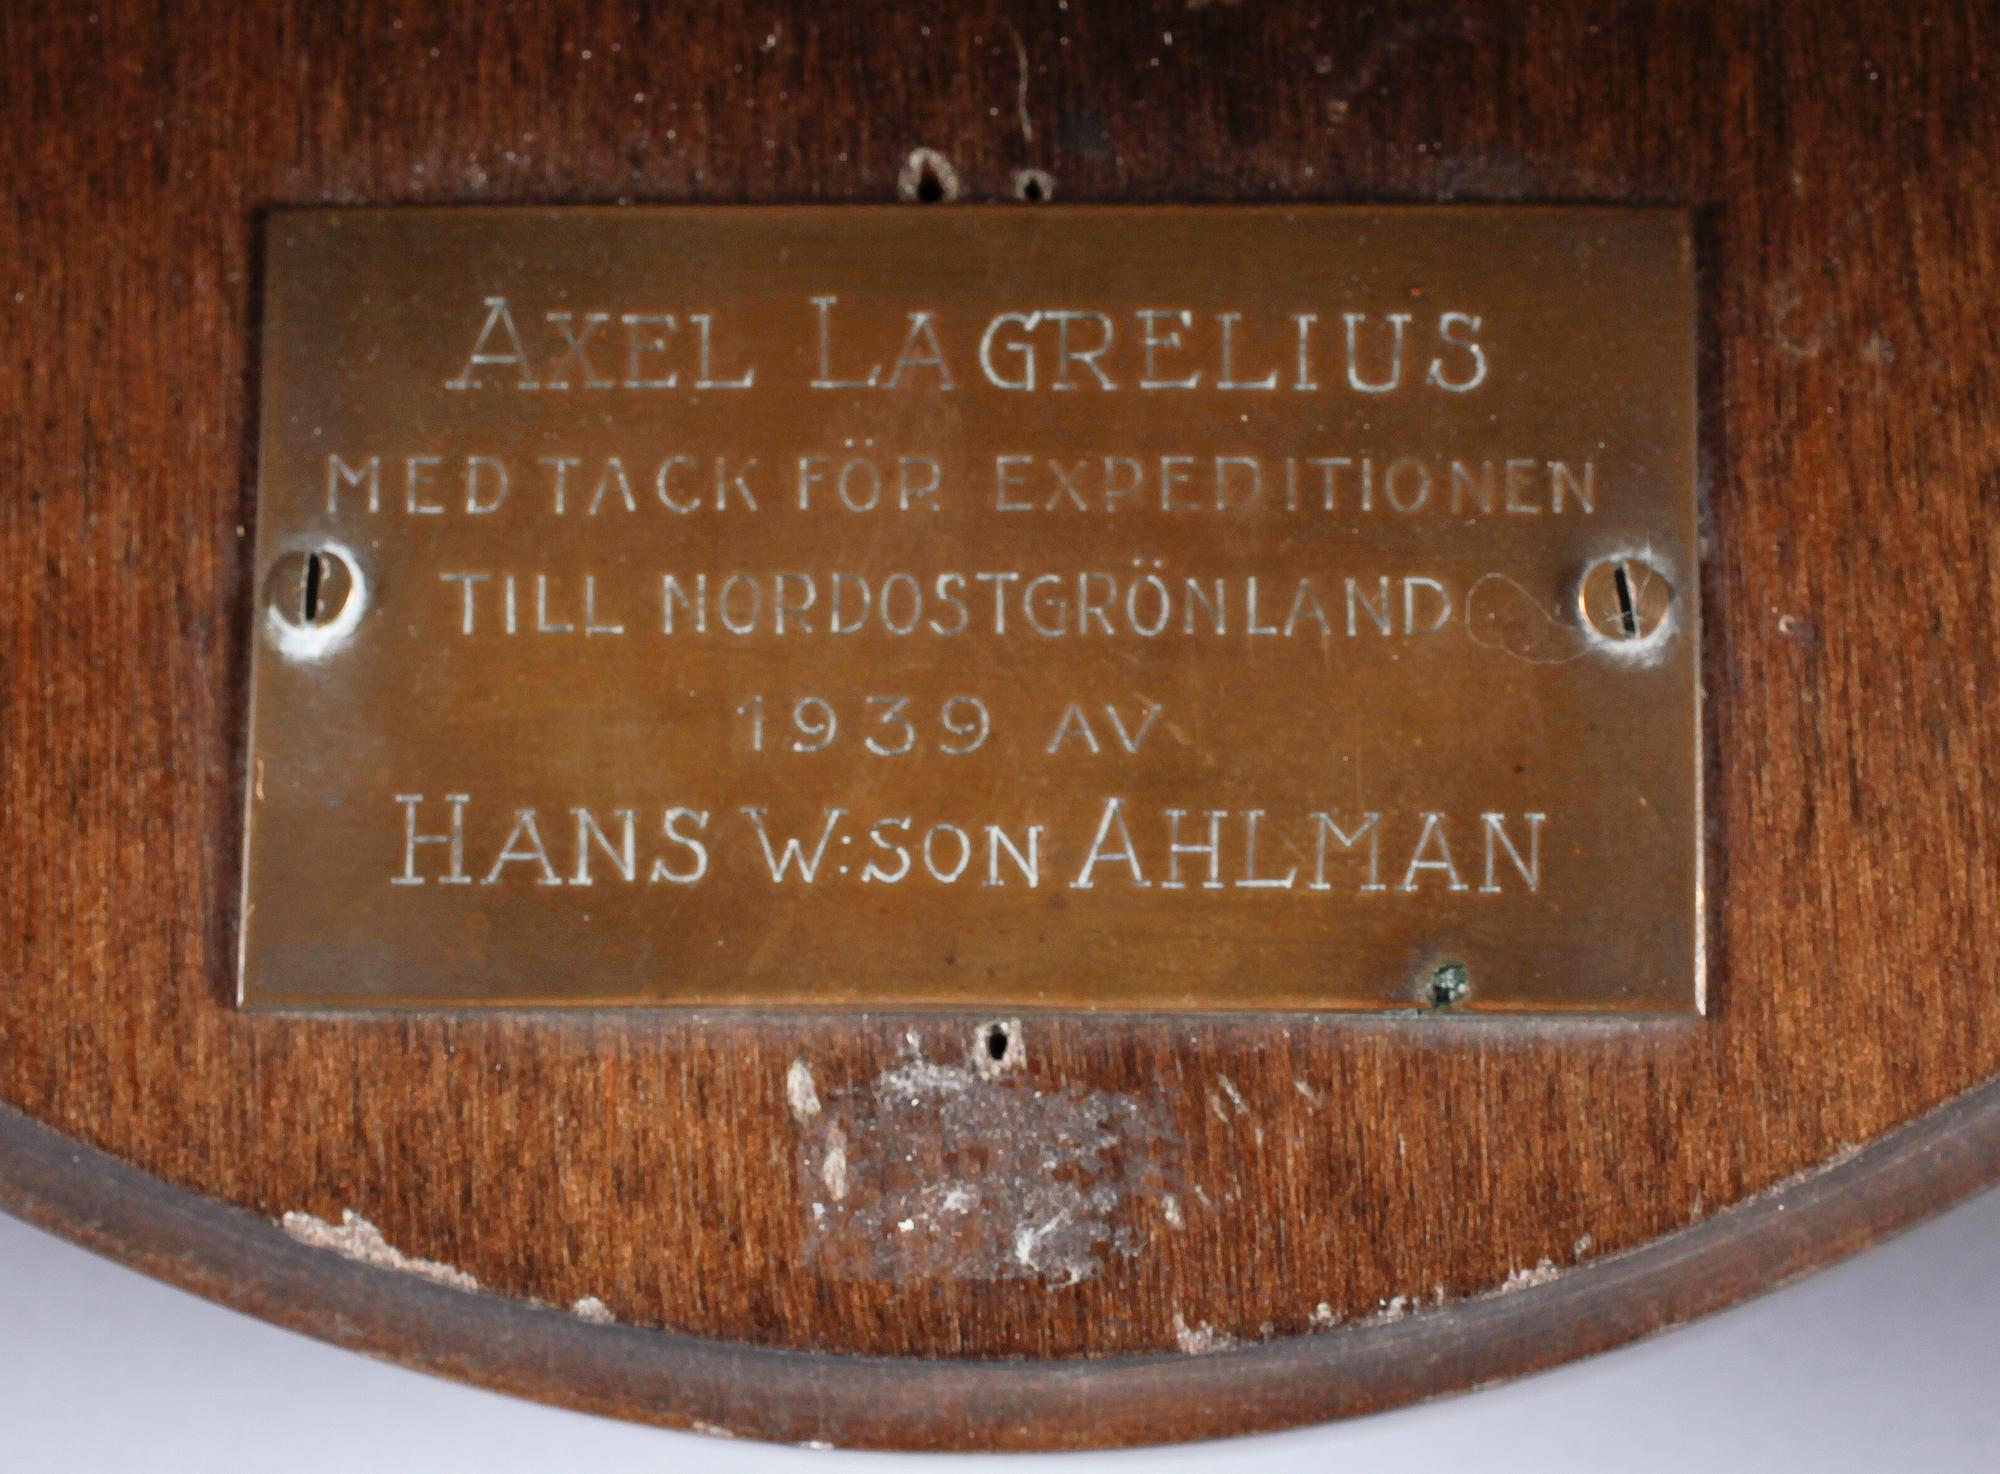 AXEL LAGRELIUS
MED TACK FÖR EXPEDITIONEN
TILL NORDOSTGRÖNLAND
1939 AV
HANS W:SON AHLMAN